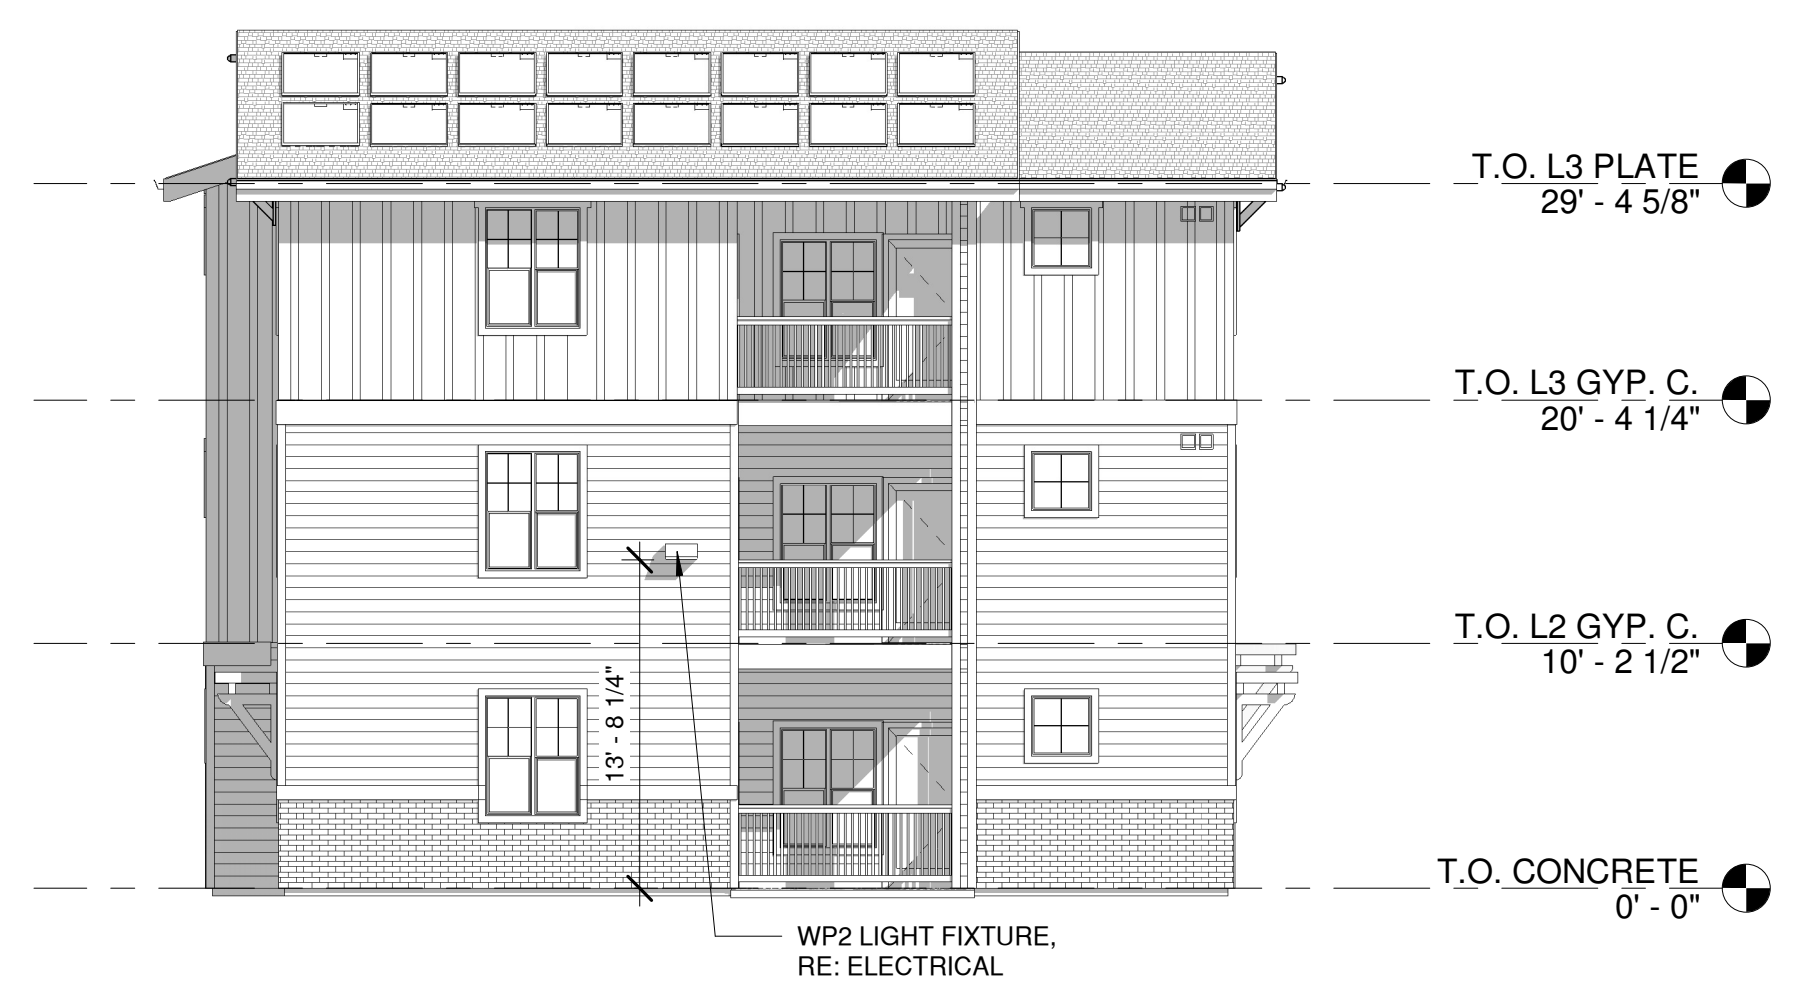 T.O. L3 PLATE
29' - 4 5/8"
T.O. L3 GYP. C.
20' - 4 1/4"
T.O. L2 GYP. C.
10' - 2 1/2"
13' - 8 1/4"
T.O. CONCRETE
0' - 0"
WP2 LIGHT FIXTURE,
RE: ELECTRICAL